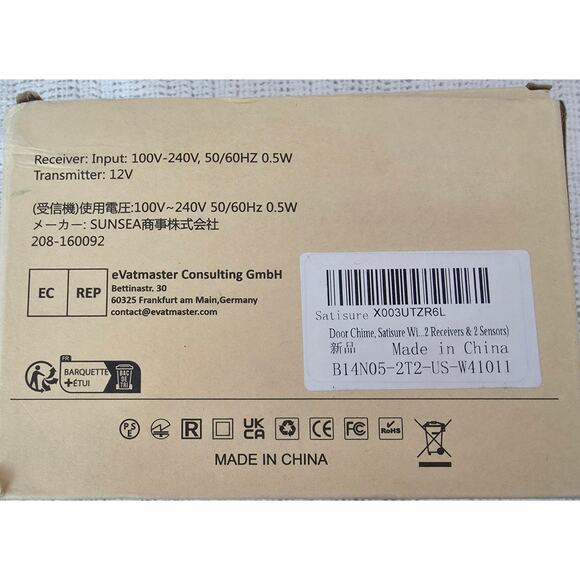 Receiver: Input: 100V-240V, 50/60HZ 0.5W
Transmitter: 12V
(受信機)使用電圧:100V~240V 50/60Hz 0.5W
メーカー: SUNSEA商事株式会社
208-160092
EC REP
eVatmaster Consulting GmbH
Bettinastr. 30
60325 Frankfurt am Main,Germany
contact@evatmaster.com
Satisure X003UTZR6L
Door Chime, Satisure Wi...2 Receivers & 2 Sensors)
新品 Made in China
B14N05-2T2-US-W41011
FR
BARQUETTE
+ÉTUI
BAC
DE
TRI
PSE R UK CA CE FC RoHS
MADE IN CHINA